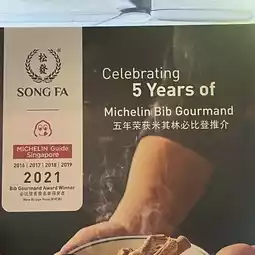 松
發
SONG FA
Celebrating
5 Years of
Michelin Bib Gourmand
五年荣获米其林必比登推介
MICHELIN Guide
Singapore
2016 | 2017 | 2018 | 2019
2021
Bib Gourmand Award Winner